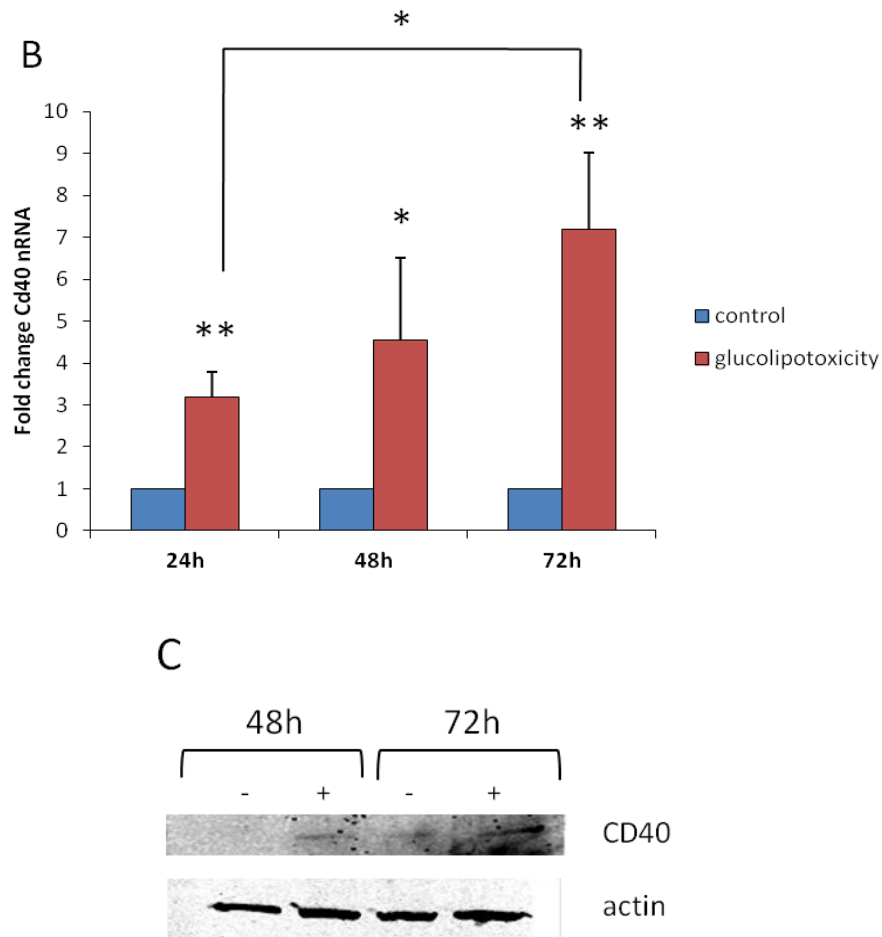 *
B
Fold change Cd40 nRNA
10
9
8
7
6
5
4
3
2
1
0
**
*
**
24h
48h
72h
control
glucolipotoxicity
C
48h
72h
- + - +
CD40
actin